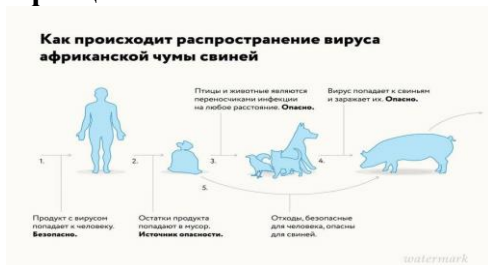 Как происходит распространение вируса
африканской чумы свиней
Птицы и животные являются
переносчиками инфекции
на любое расстояние. Опасно.
Вирус попадает к свиньям
и заражает их. Опасно.
1.
2.
3.
4.
5.
Продукт с вирусом
попадает к человеку.
Безопасно.
Остатки продукта
попадают в мусор.
Источник опасности.
Отходы, безопасные
для человека, опасны
для свиней.
watermark